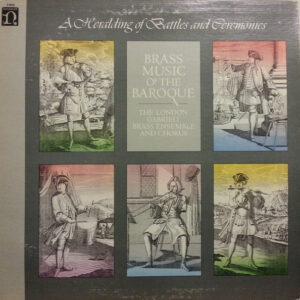 A Heralding of Battles and Ceremonies
BRASS
MUSIC
OF THE
BAROQUE
THE LONDON
GABRIELI
BRASS ENSEMBLE
AND CHORUS